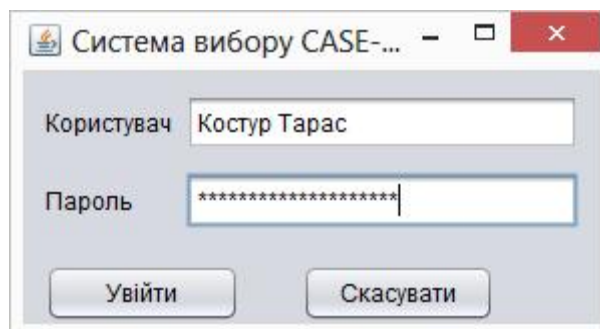 Система вибору CASE-...
Користувач Костур Тарас
Пароль ********************
Увійти Скасувати